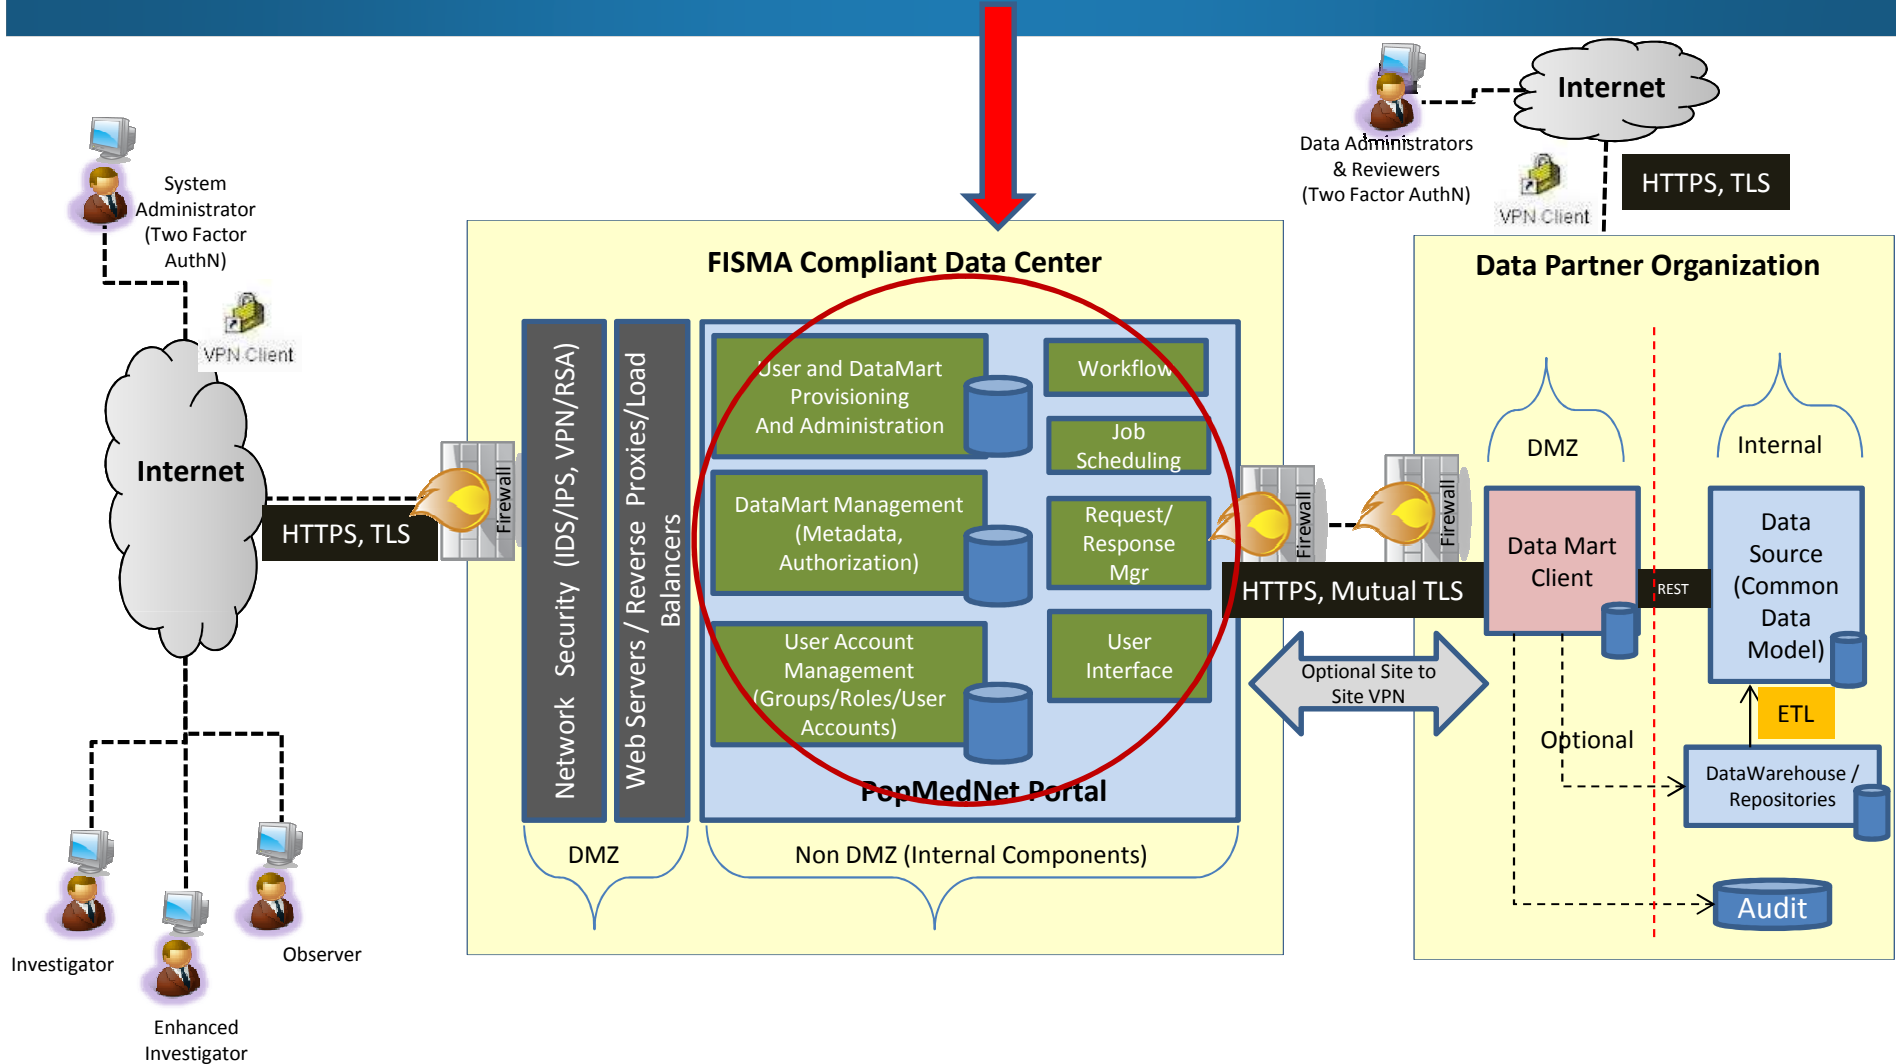 Internet
Data Administrators
& Reviewers
(Two Factor AuthN)
VPN Client
HTTPS, TLS
System
Administrator
(Two Factor
AuthN)
VPN Client
Internet
HTTPS, TLS
Firewall
Investigator
Enhanced
Investigator
Observer
FISMA Compliant Data Center
Network Security (IDS/IPS, VPN/RSA)
Web Servers / Reverse Proxies/Load
Balancers
User and DataMart
Provisioning
And Administration
DataMart Management
(Metadata,
Authorization)
User Account
Management
(Groups/Roles/User
Accounts)
Workflow
Job
Scheduling
Request/
Response
Mgr
User
Interface
PopMedNet Portal
DMZ
Non DMZ (Internal Components)
Firewall
Firewall
HTTPS, Mutual TLS
Optional Site to
Site VPN
Data Partner Organization
DMZ
Internal
Data Mart
Client
REST
Data
Source
(Common
Data
Model)
ETL
Optional
DataWarehouse /
Repositories
Audit